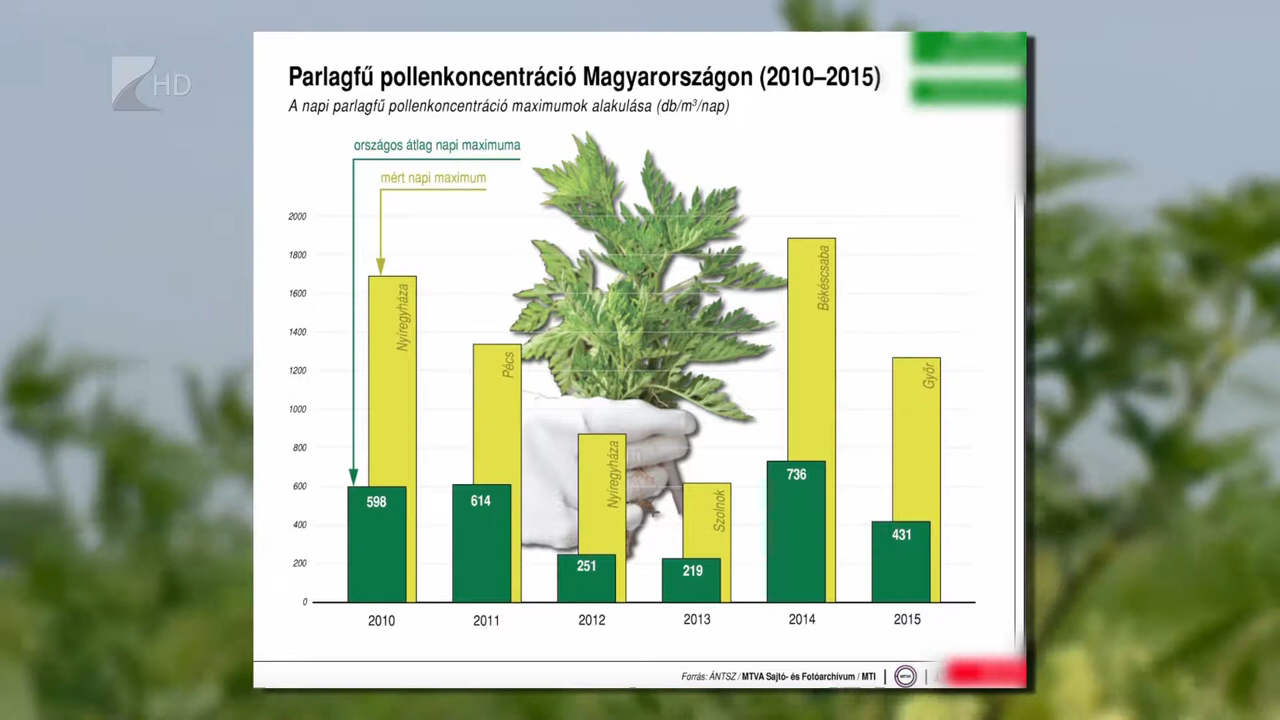 HD
Parlagfű pollenkoncentráció Magyarországon (2010–2015)
A napi parlagfű pollenkoncentráció maximumok alakulása (db/m³/nap)
országos átlag napi maximuma
mért napi maximum
2000
1800
1600
1400
1200
1000
800
600
400
200
0
Nyíregyháza
Pécs
Nyíregyháza
Szolnok
Békéscsaba
Győr
598
614
251
219
736
431
2010
2011
2012
2013
2014
2015
Forrás: ÁNTSZ / MTVA Sajtó- és Fotóarchívum / MTI